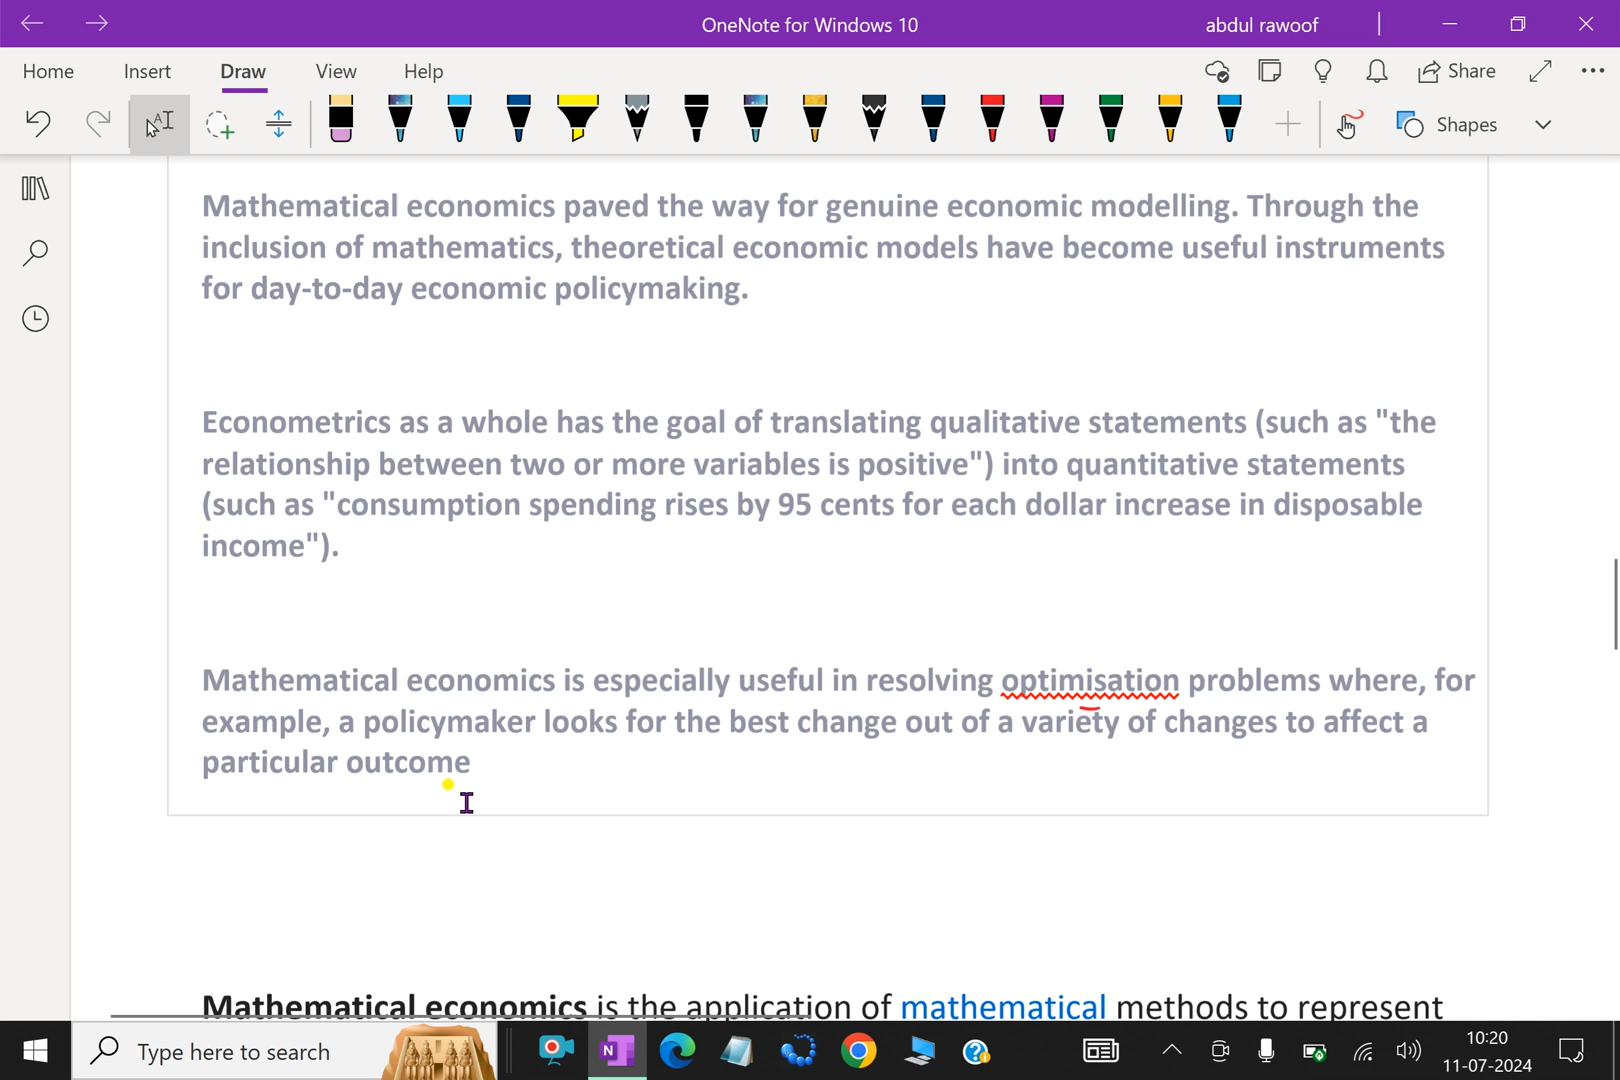 OneNote for Windows 10
abdul rawoof
Home Insert Draw View Help
Share
Shapes
Mathematical economics paved the way for genuine economic modelling. Through the
inclusion of mathematics, theoretical economic models have become useful instruments
for day-to-day economic policymaking.
Econometrics as a whole has the goal of translating qualitative statements (such as "the
relationship between two or more variables is positive") into quantitative statements
(such as "consumption spending rises by 95 cents for each dollar increase in disposable
income").
Mathematical economics is especially useful in resolving optimisation problems where, for
example, a policymaker looks for the best change out of a variety of changes to affect a
particular outcome
Mathematical economics is the application of mathematical methods to represent
Type here to search
10:20
11-07-2024